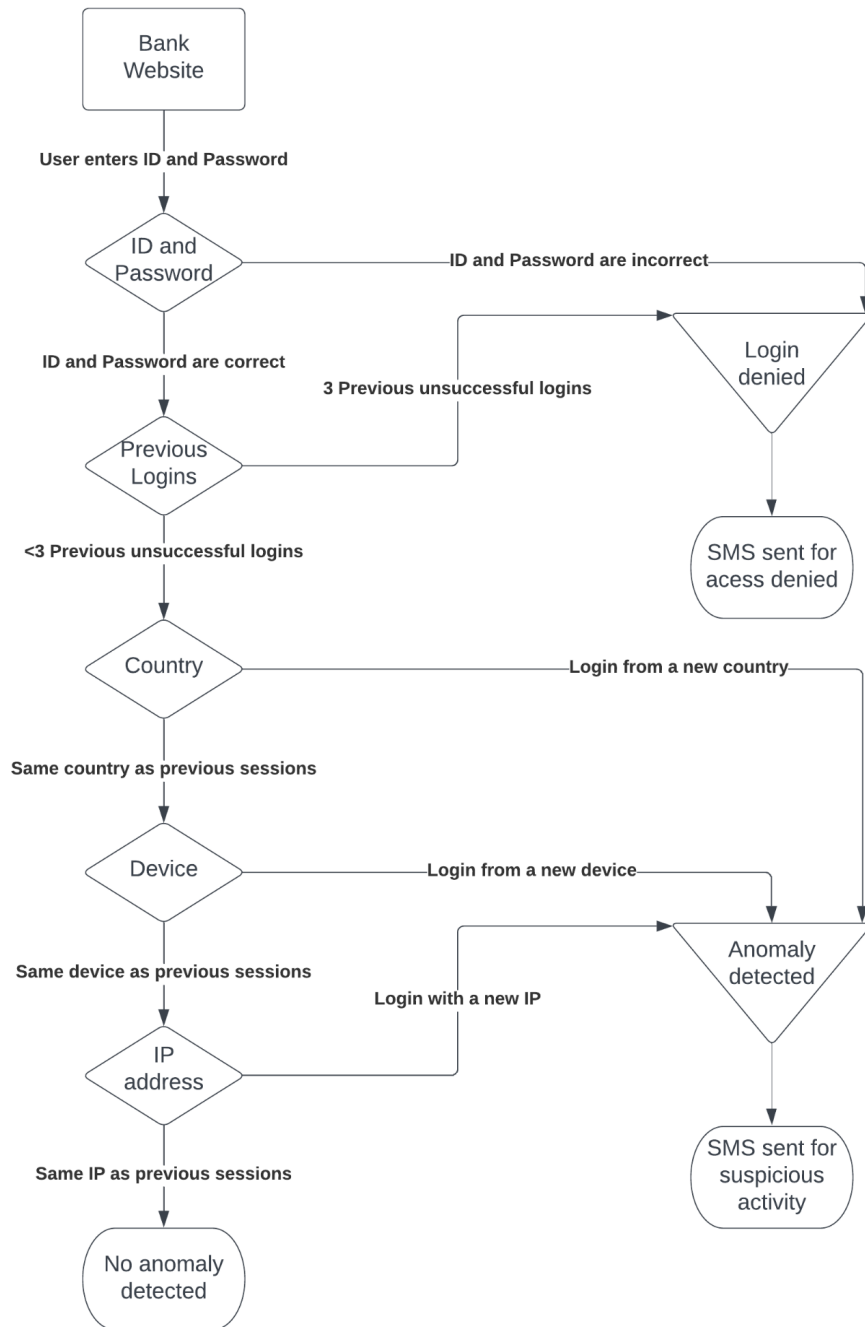 Bank
Website
User enters ID and Password
ID and
Password
ID and Password are incorrect
Login
denied
ID and Password are correct
3 Previous unsuccessful logins
Previous
Logins
SMS sent for
acess denied
<3 Previous unsuccessful logins
Country
Login from a new country
Same country as previous sessions
Device
Login from a new device
Anomaly
detected
Same device as previous sessions
Login with a new IP
IP
address
SMS sent for
suspicious
activity
Same IP as previous sessions
No anomaly
detected